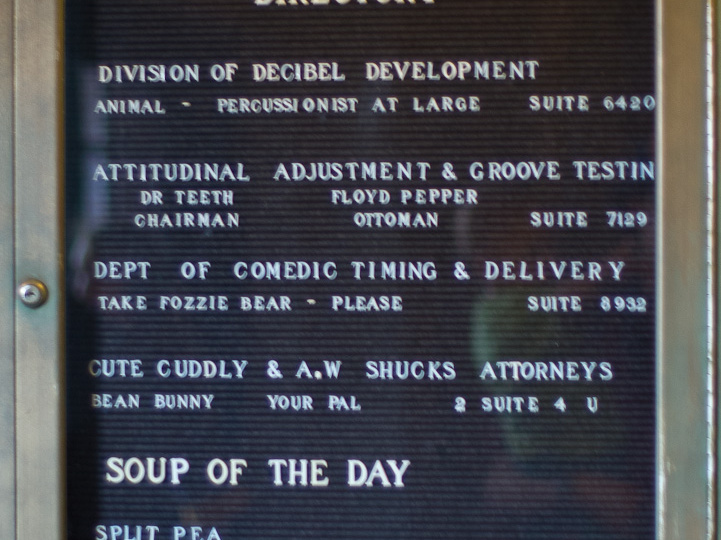 DIRECTORY
DIVISION OF DECIBEL DEVELOPMENT
ANIMAL - PERCUSSIONIST AT LARGE SUITE 6420
ATTITUDINAL ADJUSTMENT & GROOVE TESTIN
DR TEETH FLOYD PEPPER
CHAIRMAN OTTOMAN SUITE 7129
DEPT OF COMEDIC TIMING & DELIVERY
TAKE FOZZIE BEAR - PLEASE SUITE 8932
CUTE CUDDLY & A.W SHUCKS ATTORNEYS
BEAN BUNNY YOUR PAL 2 SUITE 4 U
SOUP OF THE DAY
SPLIT PEA